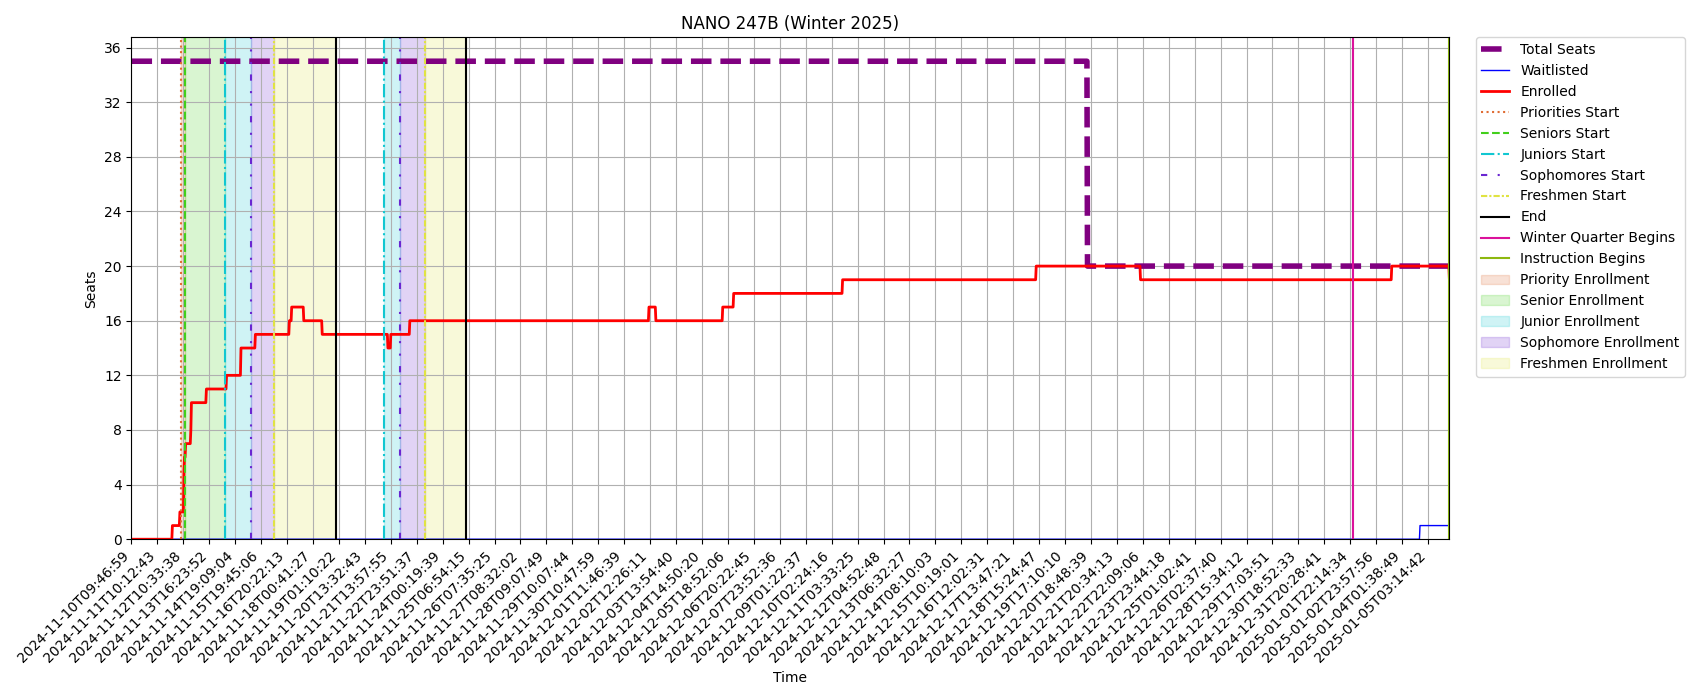 NANO 247B (Winter 2025)
Seats
36
32
28
24
20
16
12
8
4
0
2024-11-10T09:46:59
2024-11-11T10:12:43
2024-11-12T10:33:38
2024-11-13T16:23:52
2024-11-14T19:09:04
2024-11-15T19:45:06
2024-11-16T20:22:13
2024-11-18T00:41:27
2024-11-19T01:10:22
2024-11-20T13:32:43
2024-11-21T23:57:55
2024-11-22T23:51:37
2024-11-24T00:19:39
2024-11-25T06:54:15
2024-11-26T07:35:25
2024-11-27T08:32:02
2024-11-28T09:07:49
2024-11-29T10:07:44
2024-11-30T10:47:59
2024-12-01T11:46:39
2024-12-02T12:26:11
2024-12-03T13:54:40
2024-12-04T14:50:20
2024-12-05T18:52:06
2024-12-06T20:22:45
2024-12-07T23:52:36
2024-12-09T01:22:37
2024-12-10T02:24:16
2024-12-11T03:33:25
2024-12-12T04:52:48
2024-12-13T06:32:27
2024-12-14T08:10:03
2024-12-15T10:19:01
2024-12-16T12:02:31
2024-12-17T13:47:21
2024-12-18T15:24:47
2024-12-19T17:10:10
2024-12-20T18:48:39
2024-12-21T20:34:13
2024-12-22T22:09:06
2024-12-23T23:44:18
2024-12-25T01:02:41
2024-12-26T02:37:40
2024-12-28T15:34:12
2024-12-29T17:03:51
2024-12-30T18:52:33
2024-12-31T20:28:41
2025-01-01T22:14:34
2025-01-02T23:57:56
2025-01-04T01:38:49
2025-01-05T03:14:42
Time
Total Seats
Waitlisted
Enrolled
Priorities Start
Seniors Start
Juniors Start
Sophomores Start
Freshmen Start
End
Winter Quarter Begins
Instruction Begins
Priority Enrollment
Senior Enrollment
Junior Enrollment
Sophomore Enrollment
Freshmen Enrollment